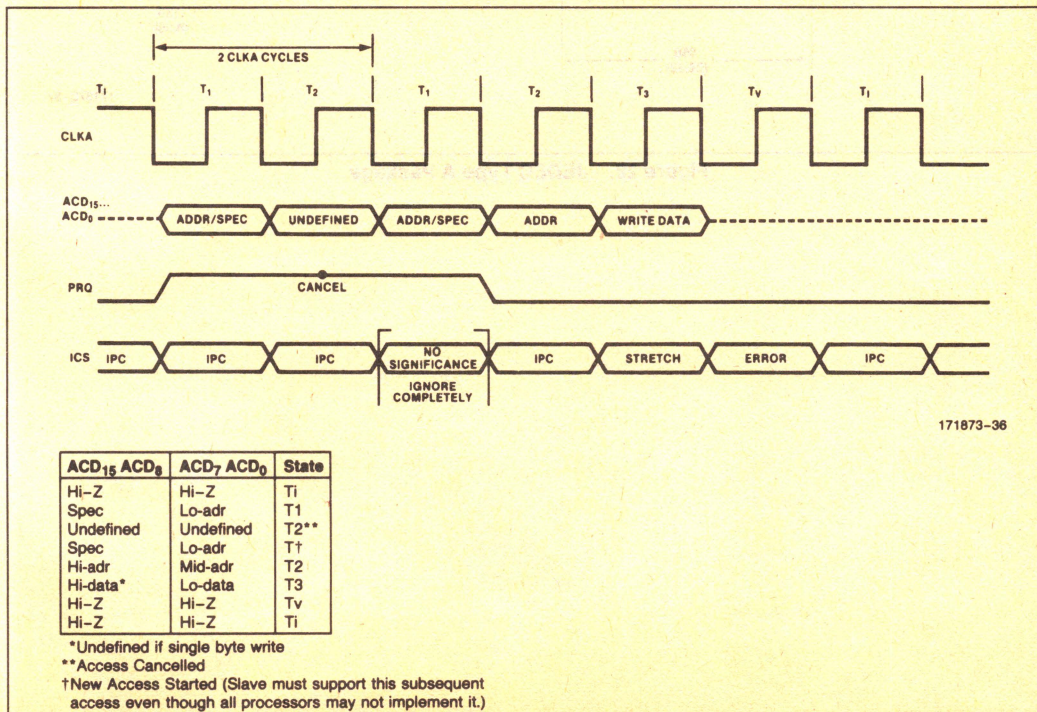 2 CLKA CYCLES
Ti T1 T2 T1 T2 T3 TV TI
CLKA
ACD15...
ACD0 ADDR/SPEC UNDEFINED ADDR/SPEC ADDR WRITE DATA
PRQ CANCEL
ICS IPC IPC IPC NO SIGNIFICANCE IPC STRETCH ERROR IPC
IGNORE COMPLETELY
171873-36
ACD15 ACD8 ACD7 ACD0 State
Hi-Z Hi-Z Ti
Spec Lo-adr T1
Undefined Undefined T2**
Spec Lo-adr T†
Hi-adr Mid-adr T2
Hi-data* Lo-data T3
Hi-Z Hi-Z Tv
Hi-Z Hi-Z Ti
*Undefined if single byte write
**Access Cancelled
†New Access Started (Slave must support this subsequent
access even though all processors may not implement it.)